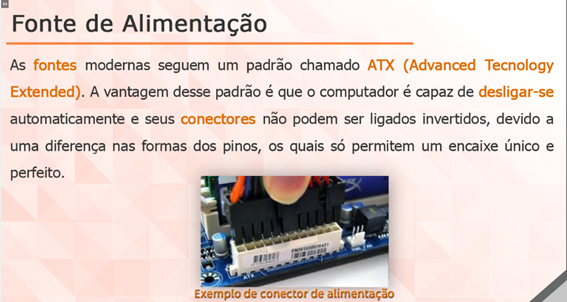 Fonte de Alimentação
As fontes modernas seguem um padrão chamado ATX (Advanced Tecnology
Extended). A vantagem desse padrão é que o computador é capaz de desligar-se
automaticamente e seus conectores não podem ser ligados invertidos, devido a
uma diferença nas formas dos pinos, os quais só permitem um encaixe único e
perfeito.
ATX
Exemplo de conector de alimentação